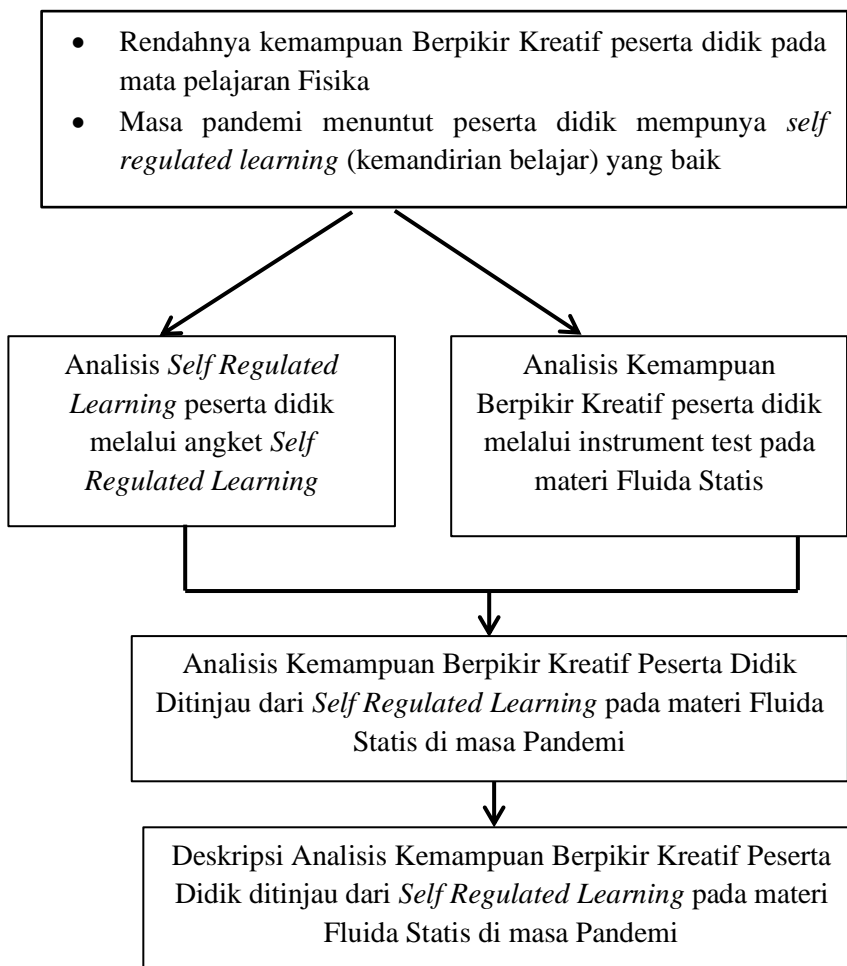 • Rendahnya kemampuan Berpikir Kreatif peserta didik pada
mata pelajaran Fisika
• Masa pandemi menuntut peserta didik mempunya self
regulated learning (kemandirian belajar) yang baik
Analisis Self Regulated
Learning peserta didik
melalui angket Self
Regulated Learning
Analisis Kemampuan
Berpikir Kreatif peserta didik
melalui instrument test pada
materi Fluida Statis
Analisis Kemampuan Berpikir Kreatif Peserta Didik
Ditinjau dari Self Regulated Learning pada materi Fluida
Statis di masa Pandemi
Deskripsi Analisis Kemampuan Berpikir Kreatif Peserta
Didik ditinjau dari Self Regulated Learning pada materi
Fluida Statis di masa Pandemi